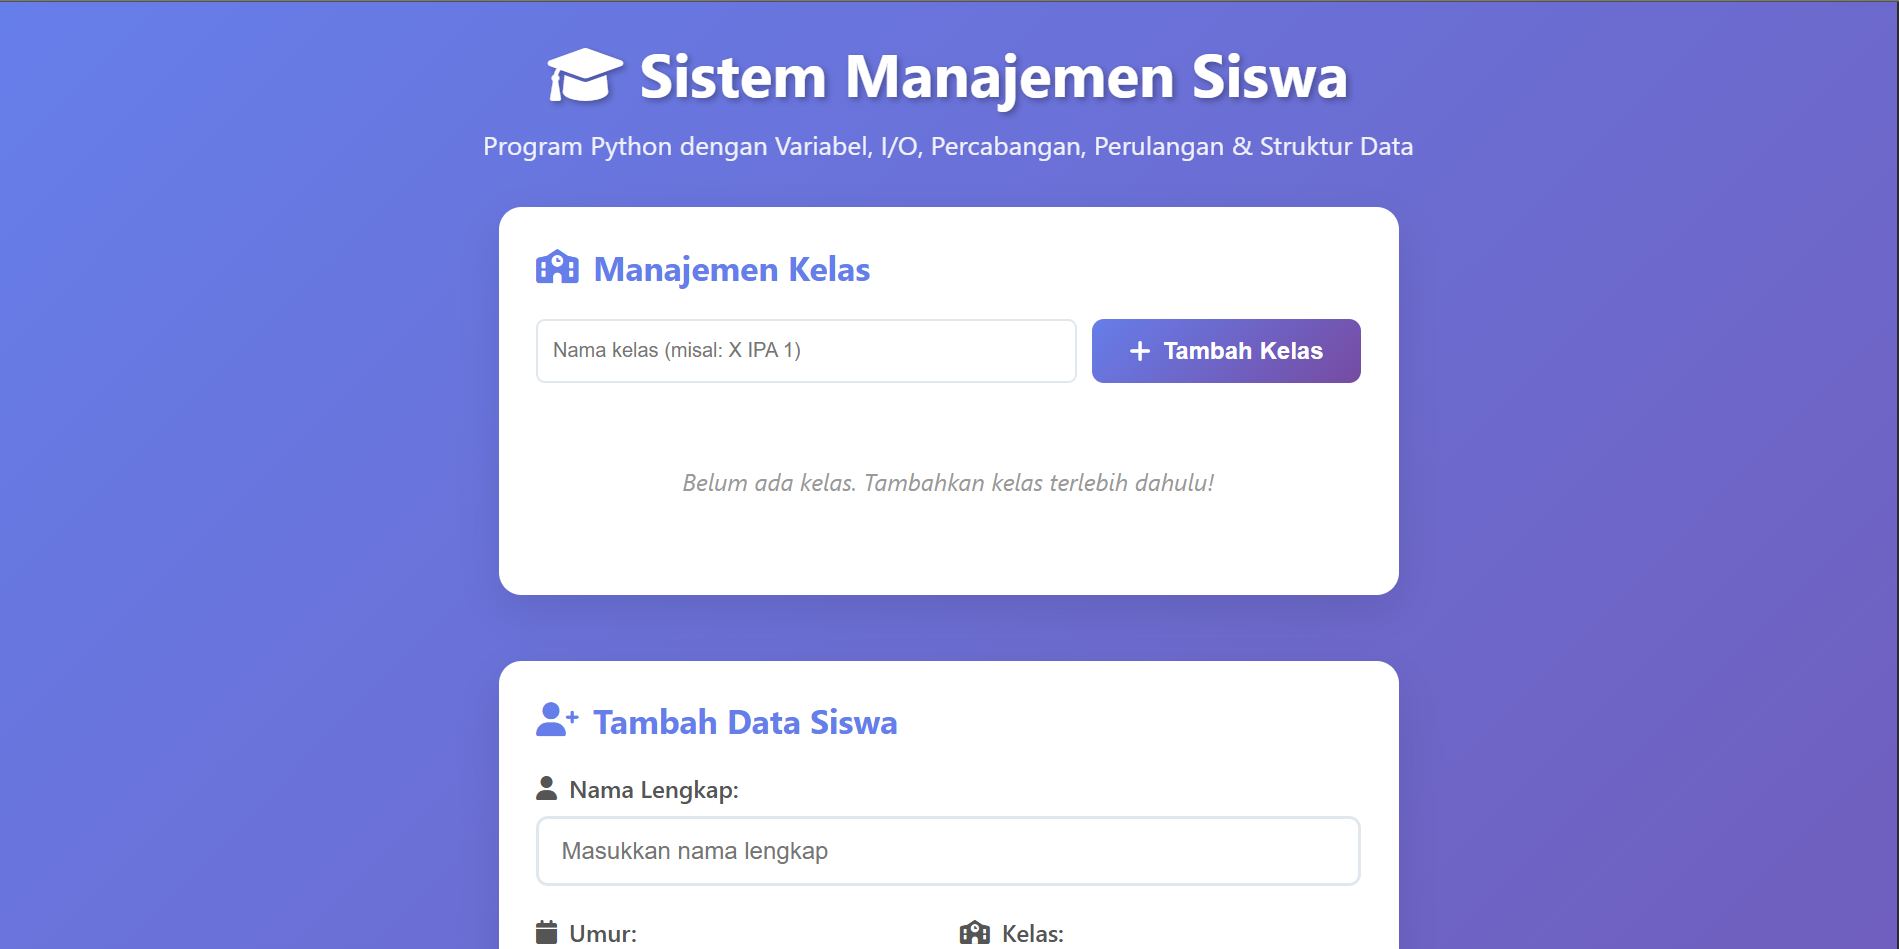 Sistem Manajemen Siswa
Program Python dengan Variabel, I/O, Percabangan, Perulangan & Struktur Data
Manajemen Kelas
Nama kelas (misal: X IPA 1)
+ Tambah Kelas
Belum ada kelas. Tambahkan kelas terlebih dahulu!
Tambah Data Siswa
Nama Lengkap:
Masukkan nama lengkap
Umur:
Kelas: